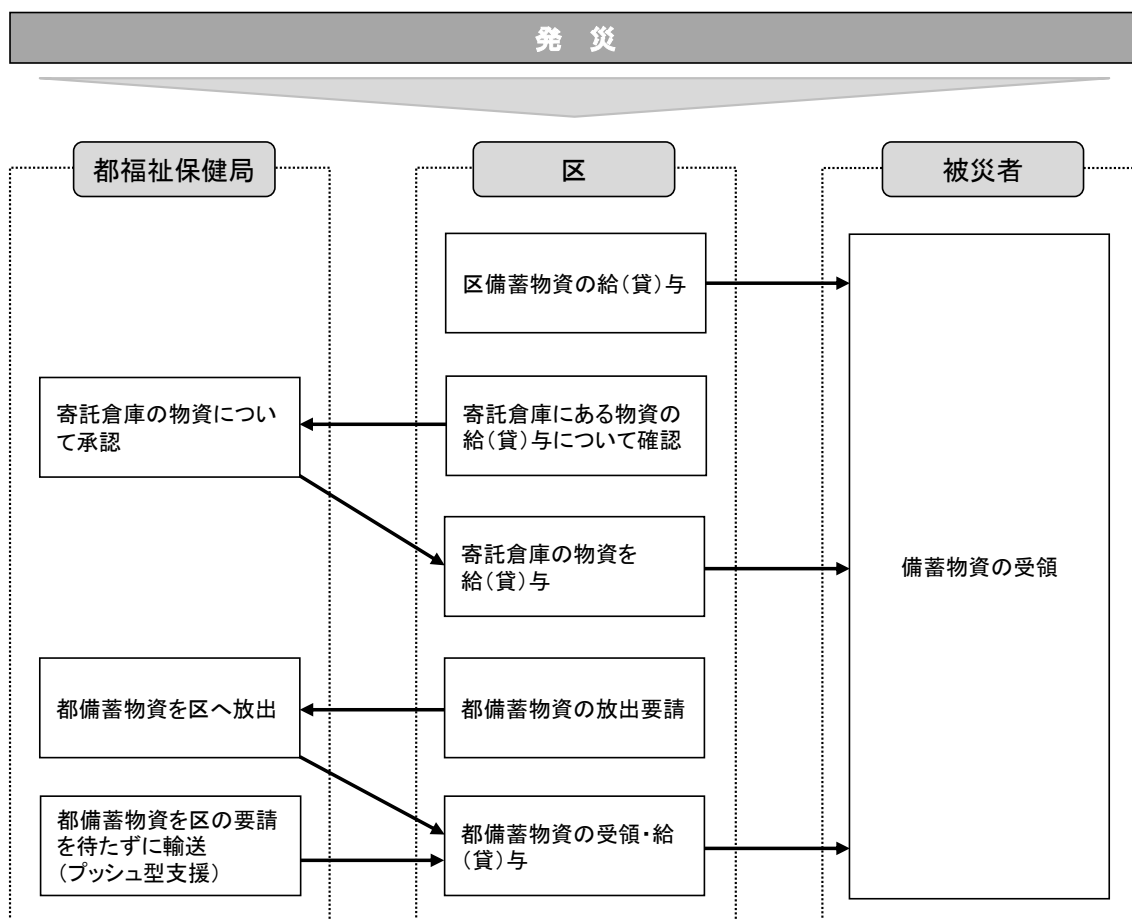 発 災
都福祉保健局
区
被災者
区備蓄物資の給(貸)与
寄託倉庫の物資につい
て承認
寄託倉庫にある物資の
給(貸)与について確認
寄託倉庫の物資を
給(貸)与
備蓄物資の受領
都備蓄物資を区へ放出
都備蓄物資の放出要請
都備蓄物資を区の要請
を待たずに輸送
(プッシュ型支援)
都備蓄物資の受領・給
(貸)与